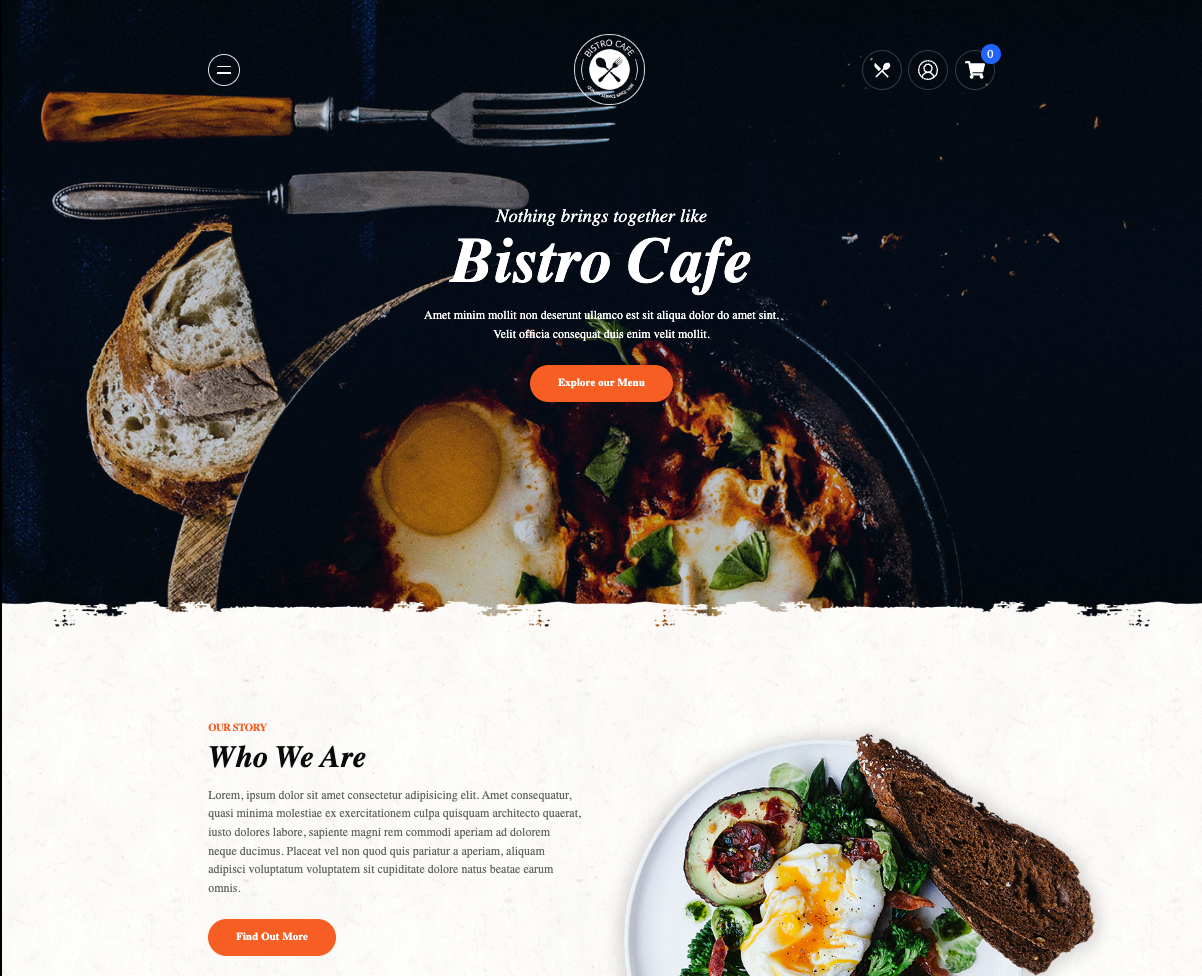 BISTRO CAFE
0
Nothing brings together like
Bistro Cafe
Amet minim mollit non deserunt ullamco est sit aliqua dolor do amet sint.
Velit officia consequat duis enim velit mollit.
Explore our Menu
OUR STORY
Who We Are
Lorem, ipsum dolor sit amet consectetur adipisicing elit. Amet consequatur,
quasi minima molestiae ex exercitationem culpa quisquam architecto quaerat,
iusto dolores labore, sapiente magni rem commodi aperiam ad dolorem
neque ducimus. Placeat vel non quod quis pariatur a aperiam, aliquam
adipisci voluptatum voluptatem sit cupiditate dolore natus beatae earum
omnis.
Find Out More